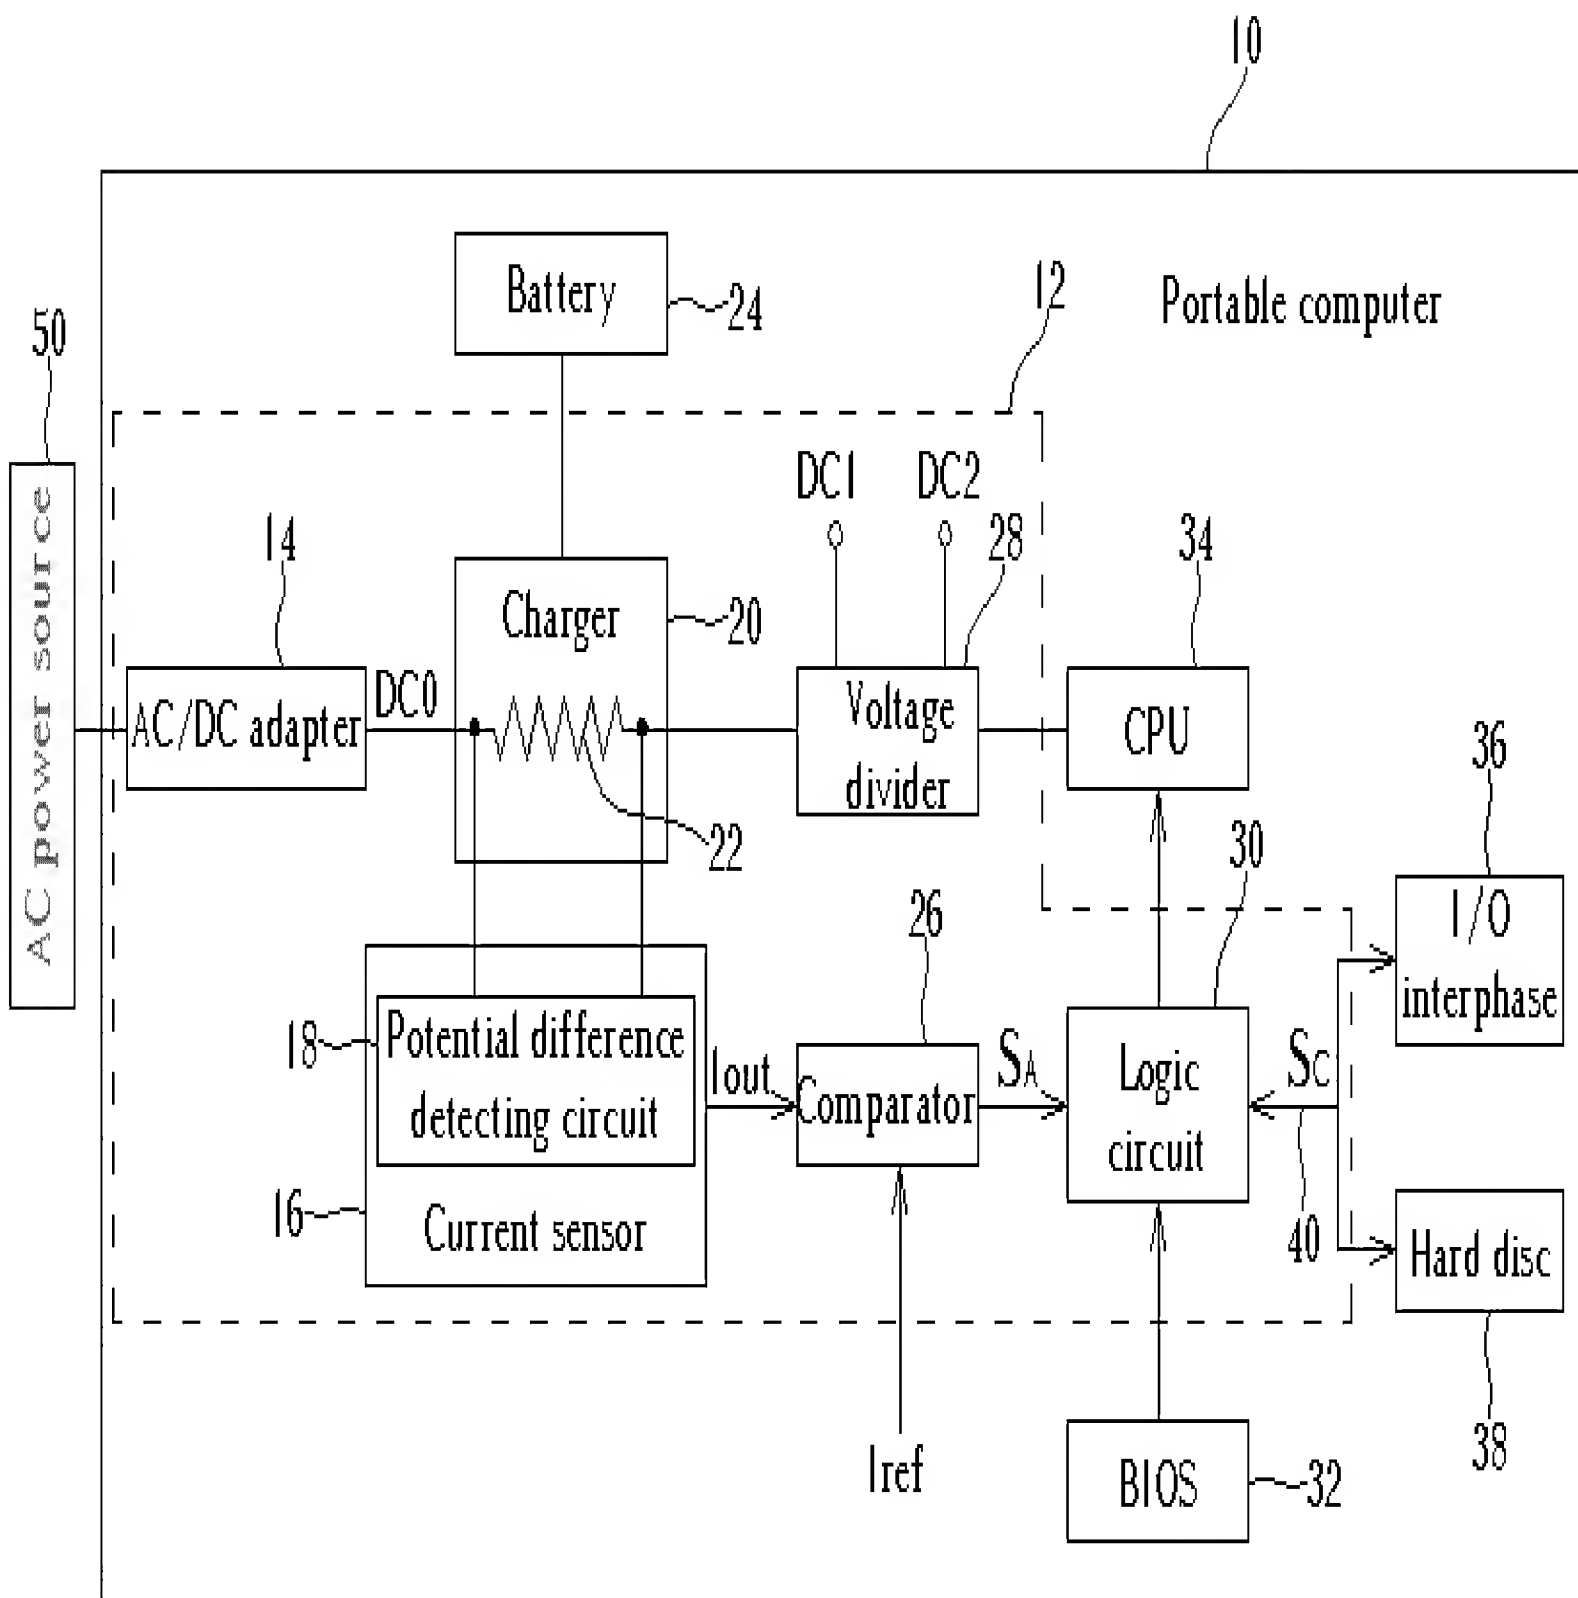 10
Battery
24
12
Portable computer
50
AC power source
DC1
DC2
14
28
34
Charger
20
AC/DC adapter
DC0
Voltage
divider
CPU
36
22
30
26
I/O
interphase
18
Potential difference
detecting circuit
Iout
Comparator
SA
Logic
circuit
SC
16
Current sensor
40
Hard disc
Iref
BIOS
32
38